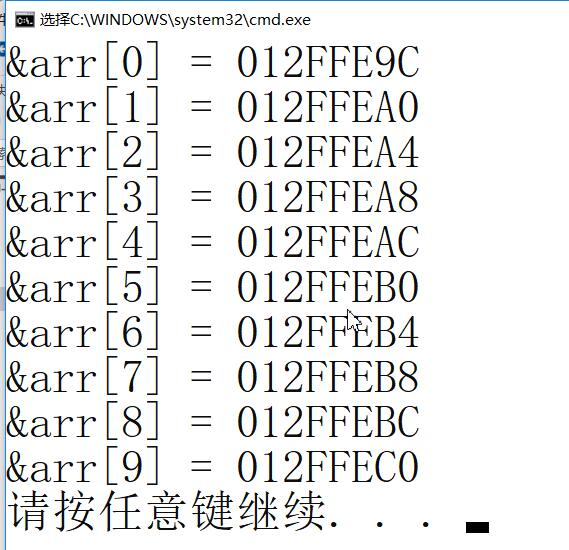 选择C:\WINDOWS\system32\cmd.exe
&arr[0] = 012FFE9C
&arr[1] = 012FFEA0
&arr[2] = 012FFEA4
&arr[3] = 012FFEA8
&arr[4] = 012FFEAC
&arr[5] = 012FFEB0
&arr[6] = 012FFEB4
&arr[7] = 012FFEB8
&arr[8] = 012FFEBC
&arr[9] = 012FFEC0
请按任意键继续. . .